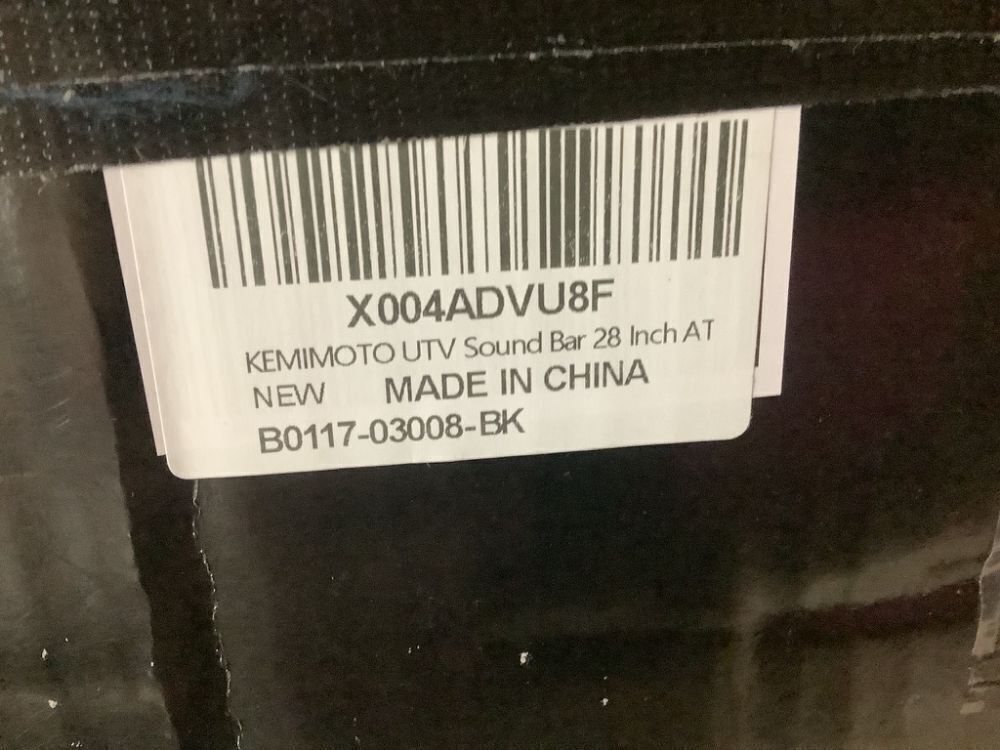 X004ADVU8F
KEMIMOTO UTV Sound Bar 28 Inch AT
NEW MADE IN CHINA
B0117-03008-BK